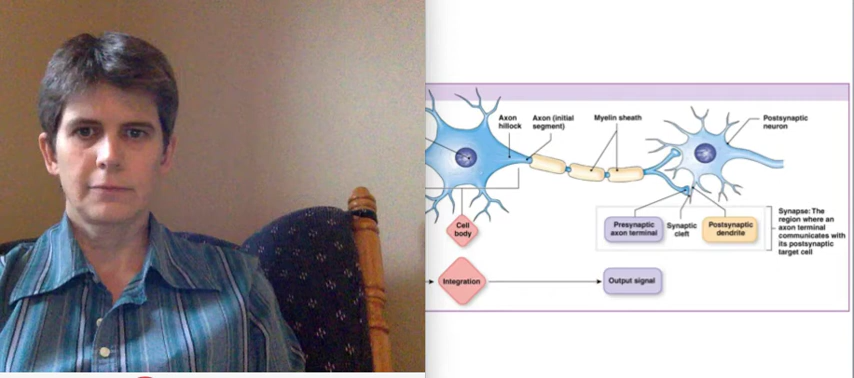 Axon
hillock
Axon (initial
segment)
Myelin sheath
Postsynaptic
neuron
Cell
body
Presynaptic
axon terminal
Synaptic
cleft
Postsynaptic
dendrite
Synapse: The
region where an
axon terminal
communicates with
its postsynaptic
target cell
Integration
Output signal